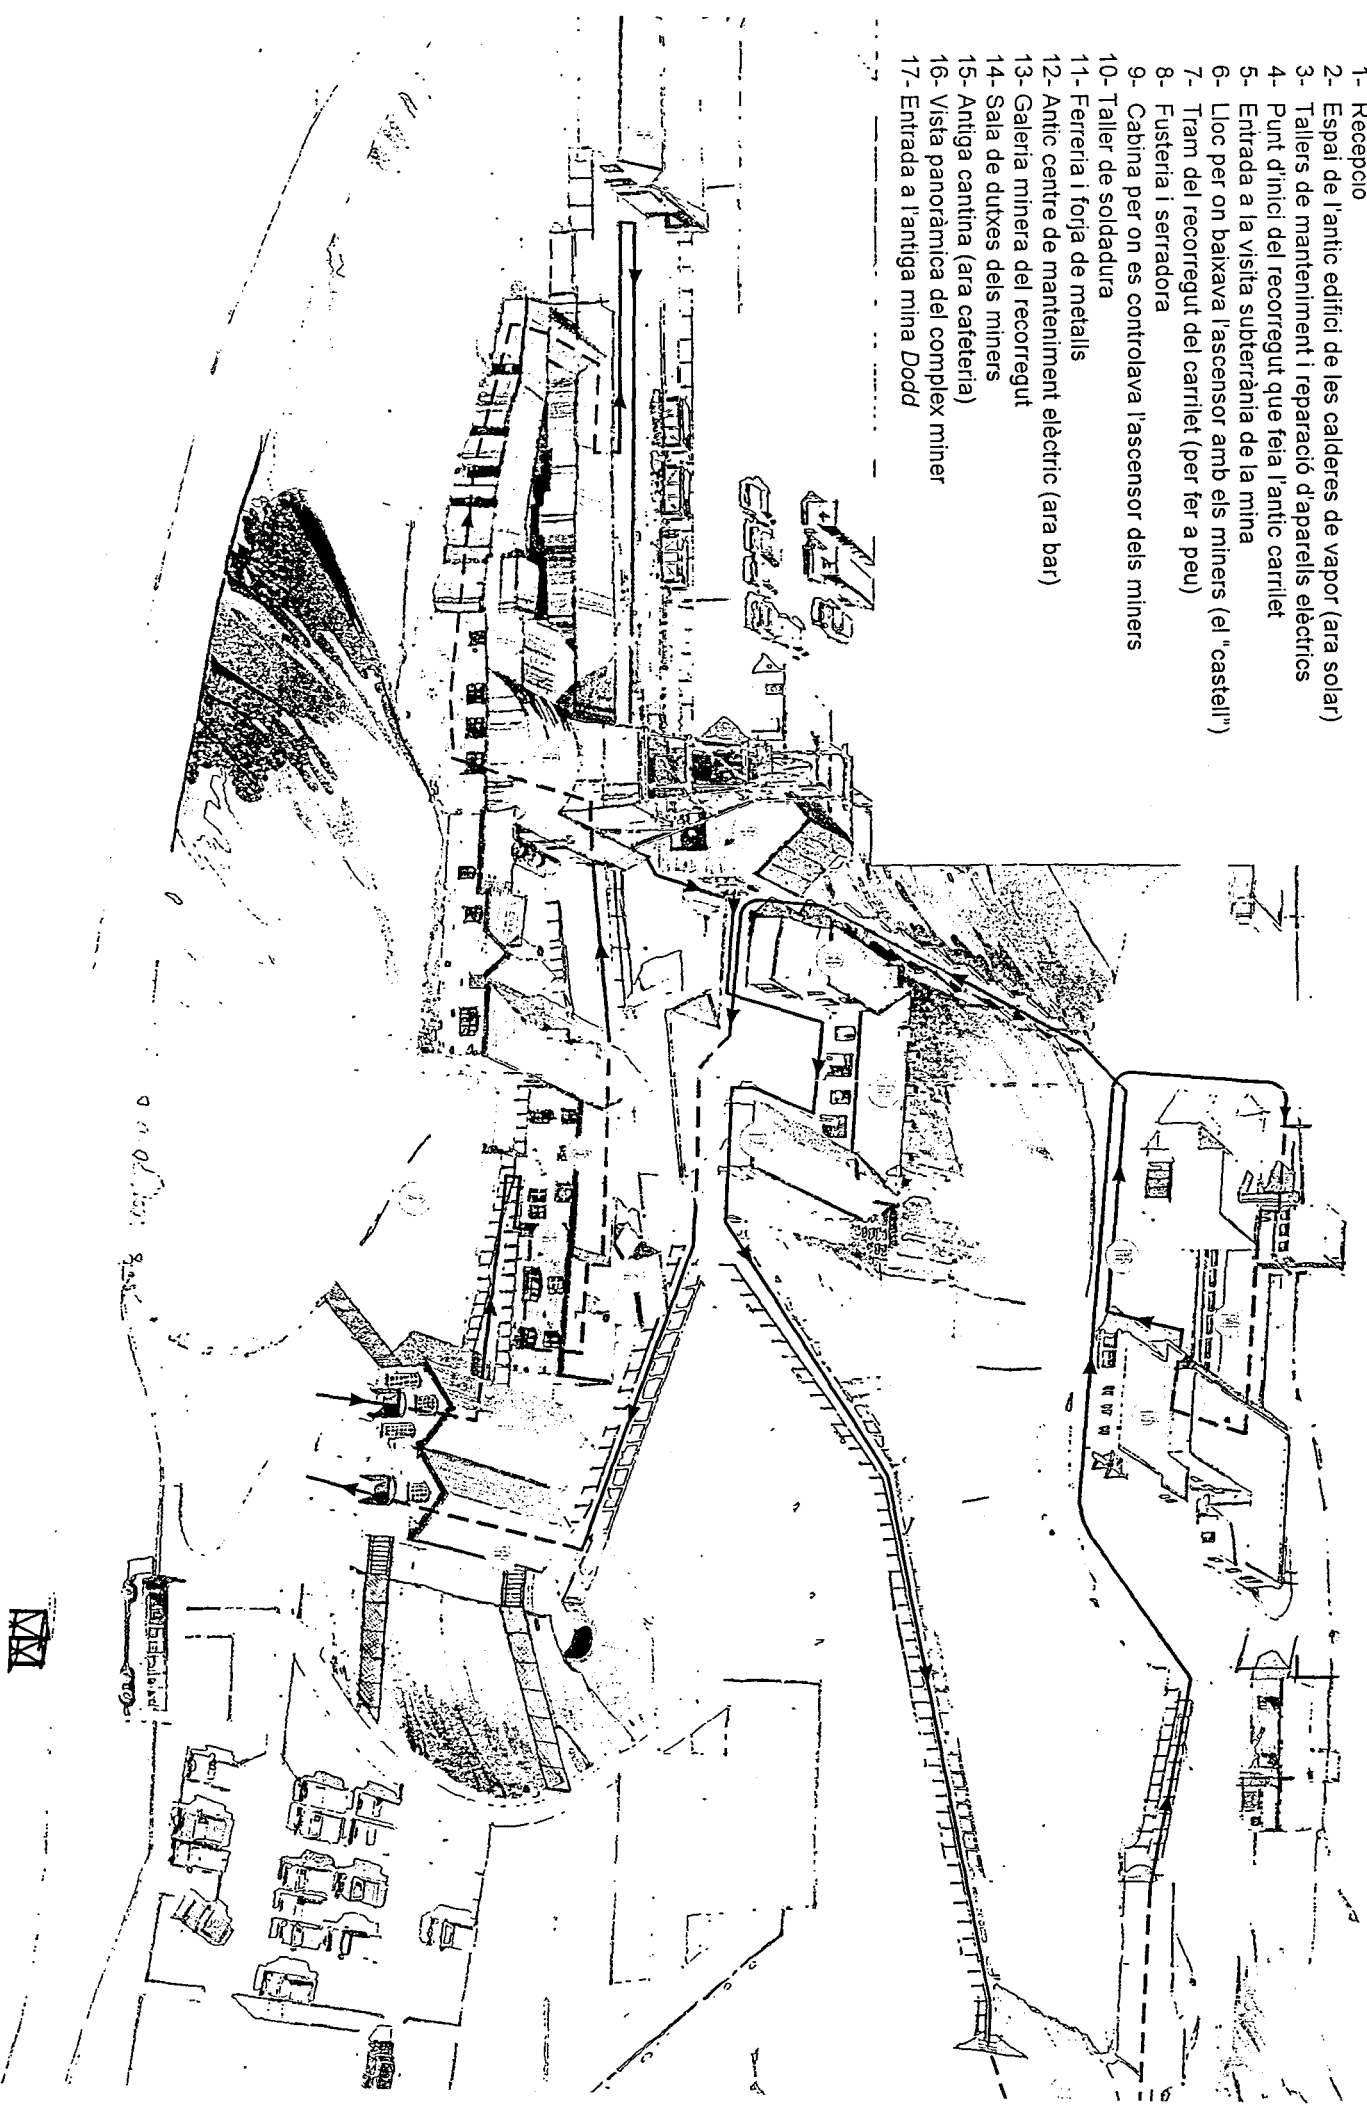 1- Recepció
2- Espai de l'antic edifici de les calderes de vapor (ara solar)
3- Tallers de manteniment i reparació d'aparells elèctrics
4- Punt d'inici del recorregut que feia l'antic carrilet
5- Entrada a la visita subterrània de la mina
6- Lloc per on baixava l'ascensor amb els miners (el "castell")
7- Tram del recorregut del carrilet (per fer a peu)
8- Fusteria i serradora
9- Cabina per on es controlava l'ascensor dels miners
10- Taller de soldadura
11- Ferreria i forja de metalls
12- Antic centre de manteniment elèctric (ara bar)
13- Galeria minera del recorregut
14- Sala de dutxes dels miners
15- Antiga cantina (ara cafeteria)
16- Vista panoràmica del complex miner
17- Entrada a l'antiga mina Dodd